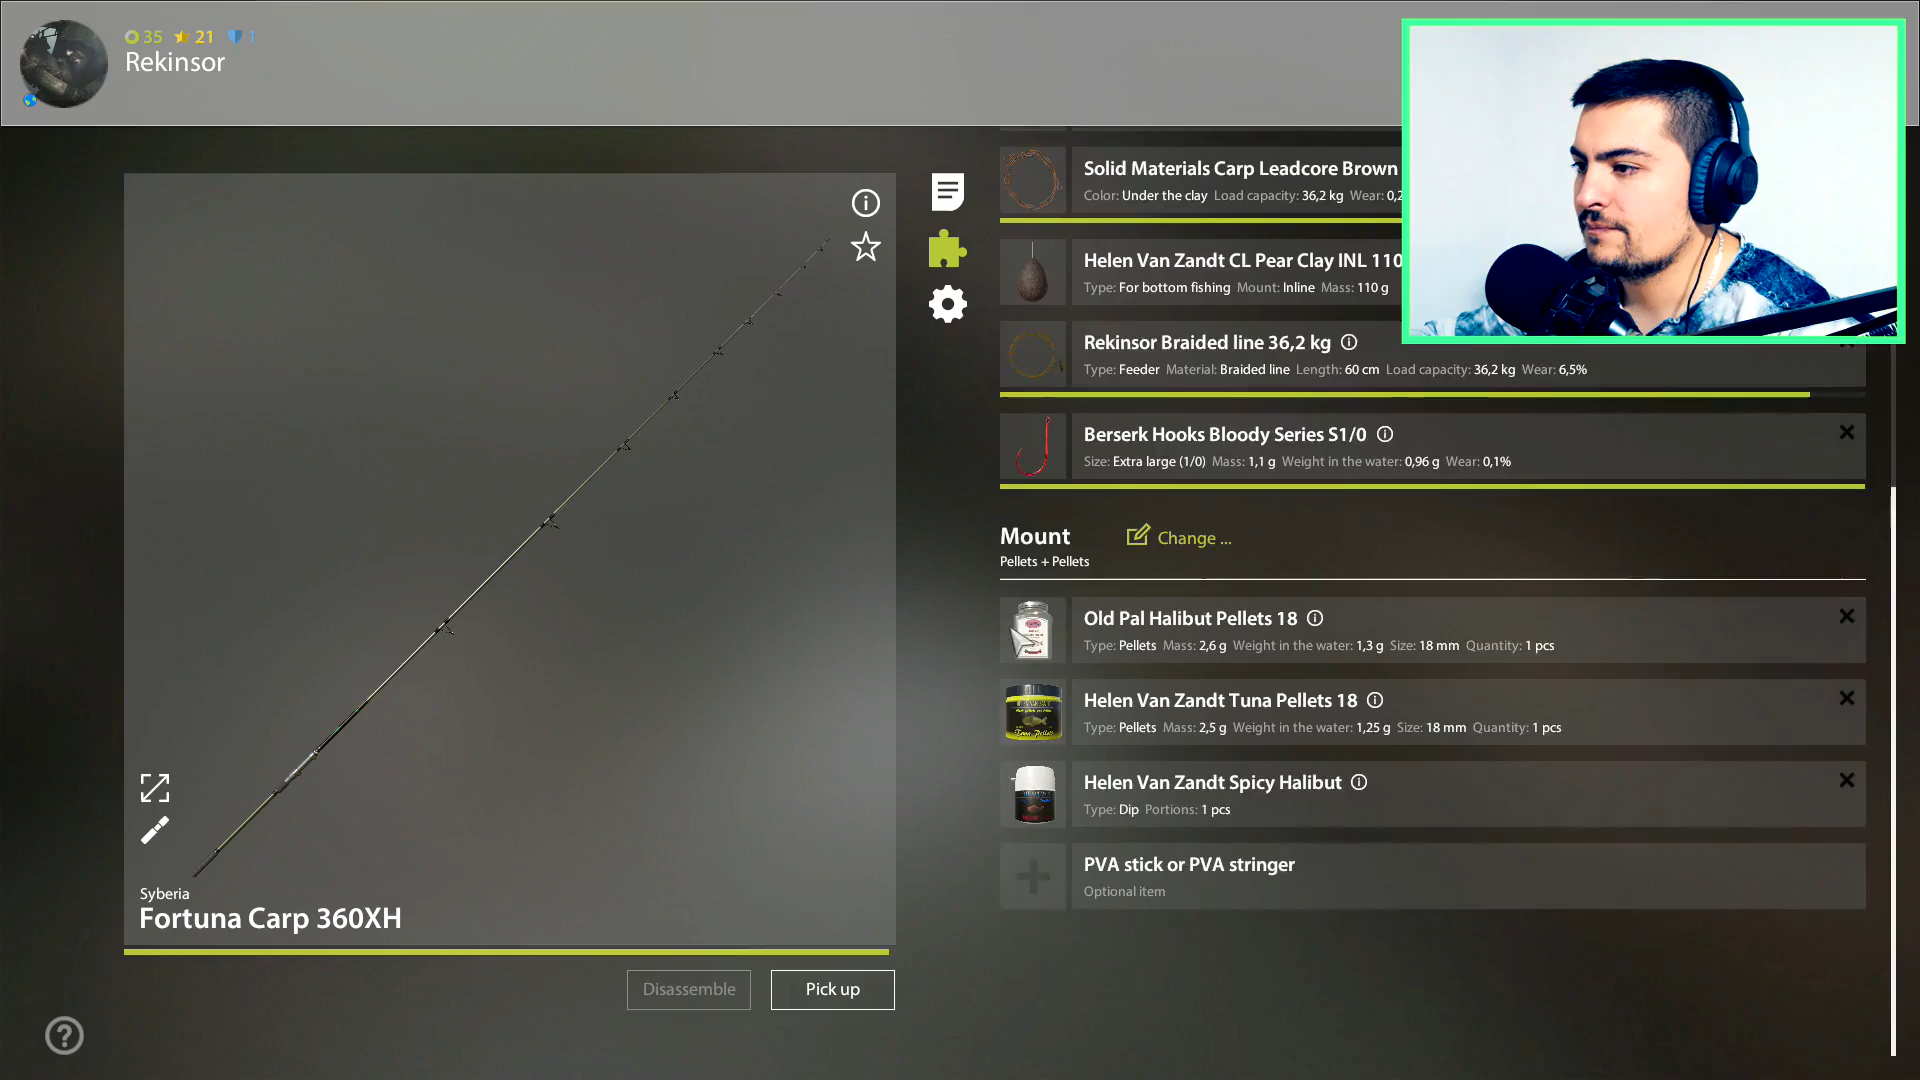 35 21 1
Rekinsor
Solid Materials Carp Leadcore Brown
Color: Under the clay Load capacity: 36,2 kg Wear: 0,2
Helen Van Zandt CL Pear Clay INL 110
Type: For bottom fishing Mount: Inline Mass: 110 g
Rekinsor Braided line 36,2 kg
Type: Feeder Material: Braided line Length: 60 cm Load capacity: 36,2 kg Wear: 6,5%
Berserk Hooks Bloody Series S1/0
Size: Extra large (1/0) Mass: 1,1 g Weight in the water: 0,96 g Wear: 0,1%
Mount Change ...
Pellets + Pellets
Old Pal Halibut Pellets 18
Type: Pellets Mass: 2,6 g Weight in the water: 1,3 g Size: 18 mm Quantity: 1 pcs
Helen Van Zandt Tuna Pellets 18
Type: Pellets Mass: 2,5 g Weight in the water: 1,25 g Size: 18 mm Quantity: 1 pcs
Helen Van Zandt Spicy Halibut
Type: Dip Portions: 1 pcs
PVA stick or PVA stringer
Optional item
Syberia
Fortuna Carp 360XH
Disassemble
Pick up